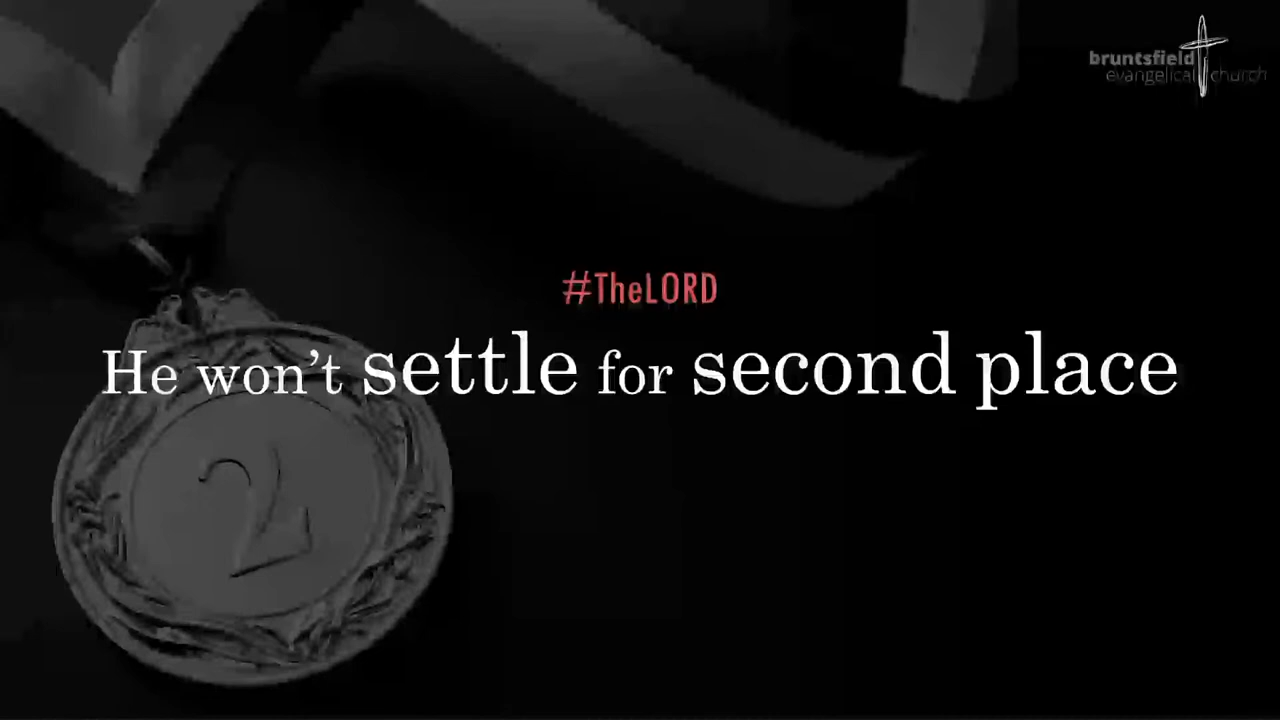 bruntsfield
evangelical church
#TheLORD
He won’t settle for second place
2